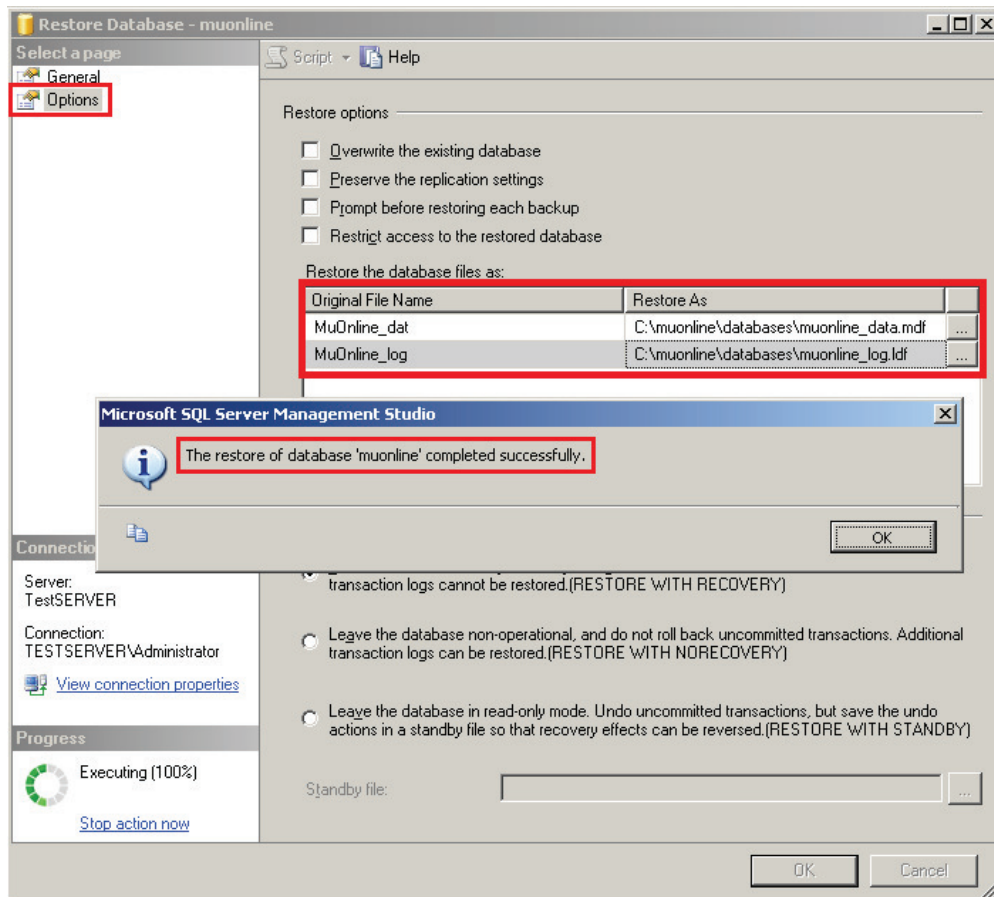 Restore Database - muonline
Select a page
General
Options
Script
Help
Restore options
Overwrite the existing database
Preserve the replication settings
Prompt before restoring each backup
Restrict access to the restored database
Restore the database files as:
Original File Name Restore As
MuOnline_dat C:\muonline\databases\muonline_data.mdf ...
MuOnline_log C:\muonline\databases\muonline_log.ldf ...
Microsoft SQL Server Management Studio
The restore of database 'muonline' completed successfully.
OK
Connectio
Server:
TestSERVER
Connection:
TESTSERVER\Administrator
View connection properties
Progress
Executing (100%)
Stop action now
transaction logs cannot be restored.(RESTORE WITH RECOVERY)
Leave the database non-operational, and do not roll back uncommitted transactions. Additional
transaction logs can be restored.(RESTORE WITH NORECOVERY)
Leave the database in read-only mode. Undo uncommitted transactions, but save the undo
actions in a standby file so that recovery effects can be reversed.(RESTORE WITH STANDBY)
Standby file:
...
OK
Cancel